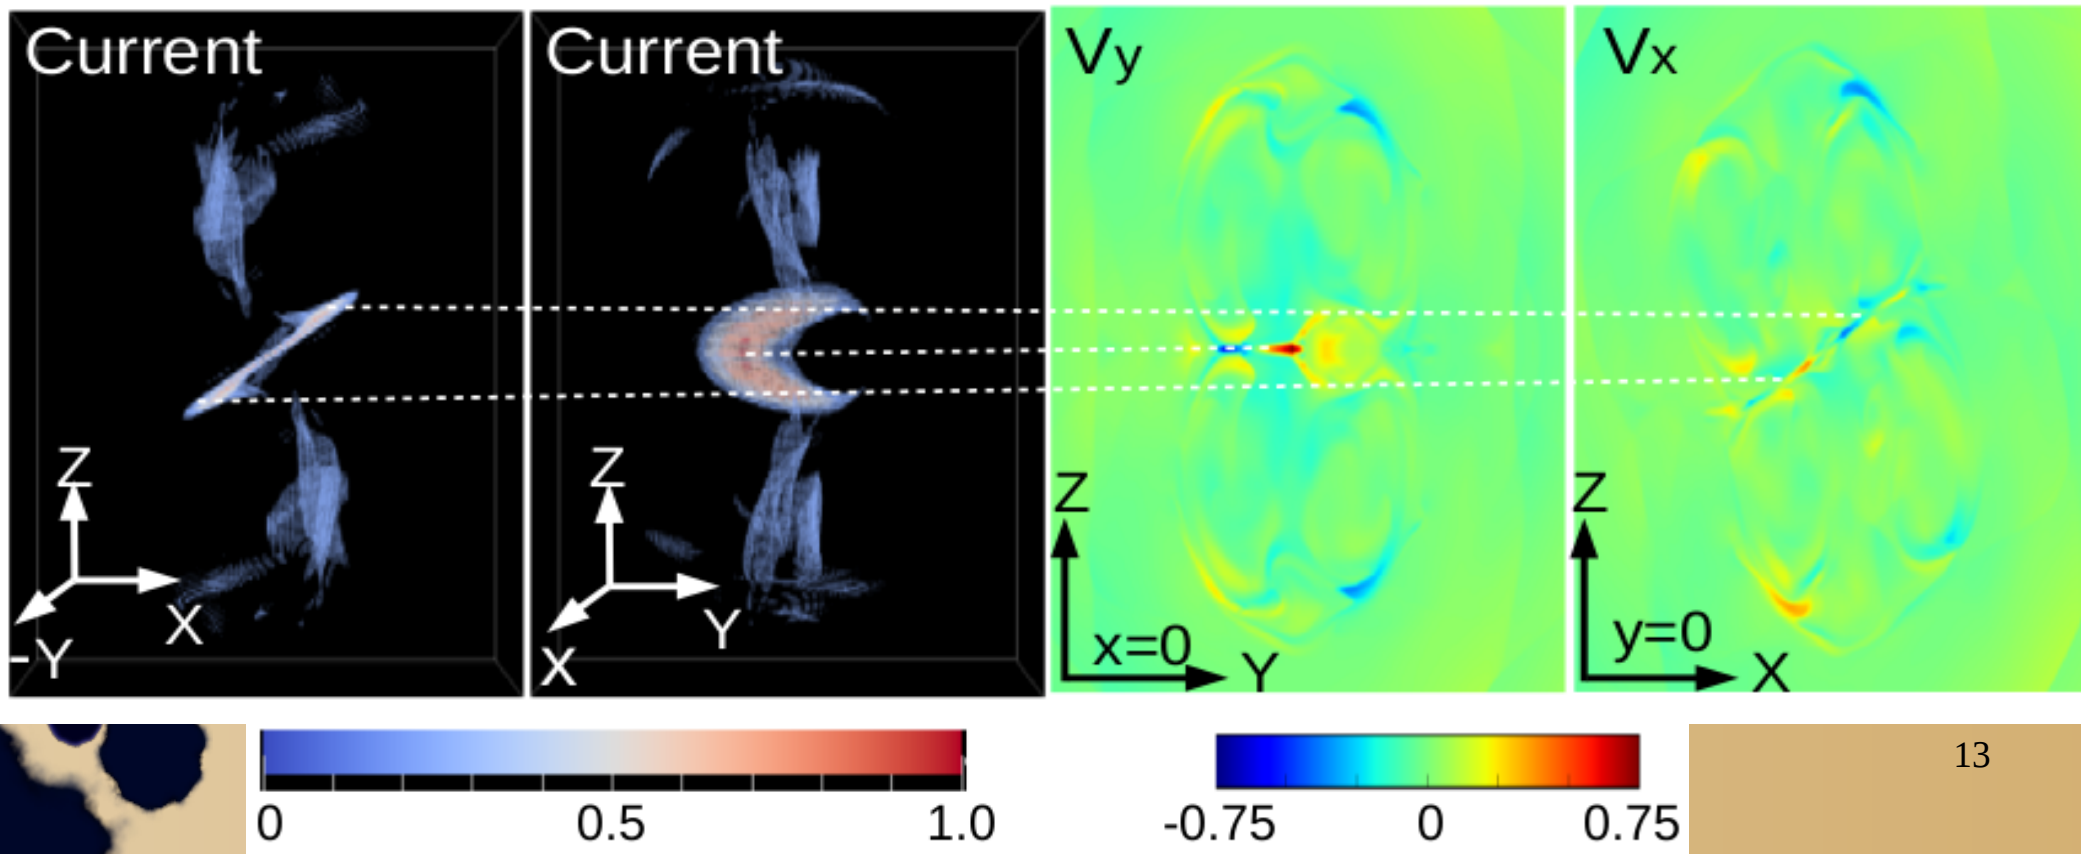 Current
Z
X
-Y
Current
Z
Y
X
Vy
Z
x=0
Y
Vx
Z
y=0
X
0 0.5 1.0
-0.75 0 0.75
13